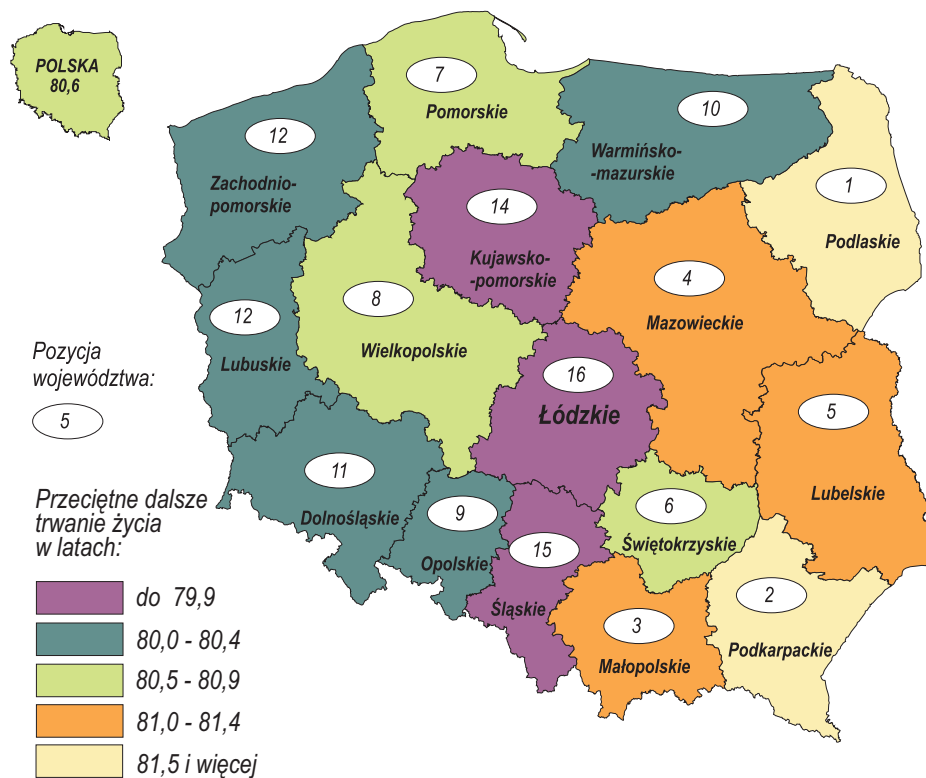 POLSKA
80,6
7
Pomorskie
10
Warmińsko-
-mazurskie
12
Zachodnio-
pomorskie
1
Podlaskie
14
Kujawsko-
-pomorskie
4
Mazowieckie
8
Wielkopolskie
12
Lubuskie
16
Łódzkie
5
Lubelskie
11
Dolnośląskie
9
Opolskie
15
Śląskie
6
Świętokrzyskie
3
Małopolskie
2
Podkarpackie
Pozycja
województwa:
5
Przeciętne dalsze
trwanie życia
w latach:
do 79,9
80,0 - 80,4
80,5 - 80,9
81,0 - 81,4
81,5 i więcej